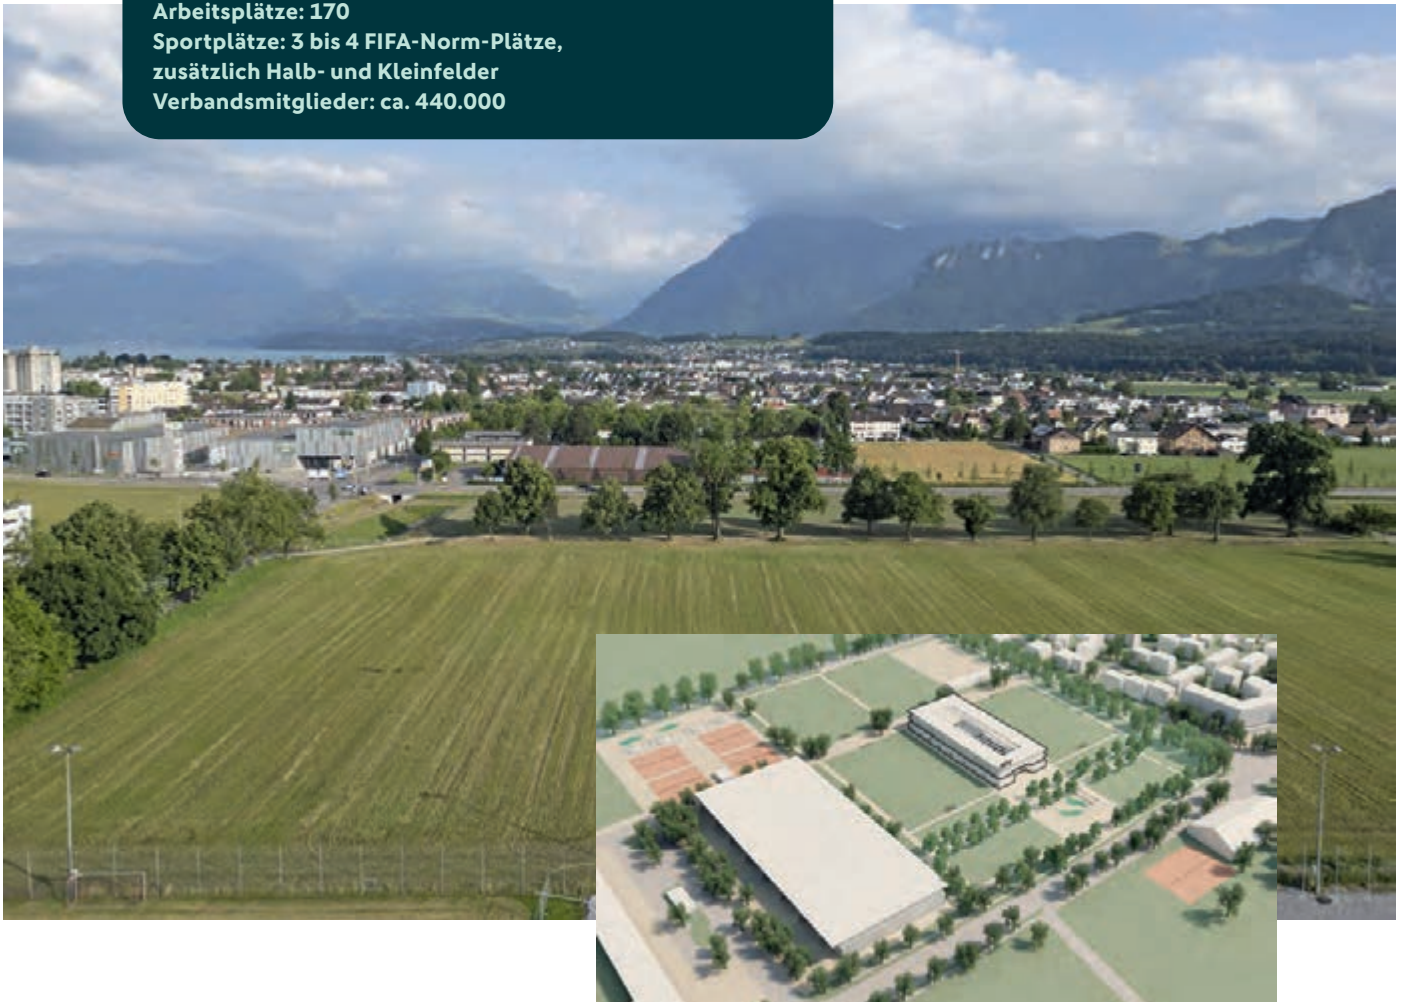 Arbeitsplätze: 170
Sportplätze: 3 bis 4 FIFA-Norm-Plätze,
zusätzlich Halb- und Kleinfelder
Verbandsmitglieder: ca. 440.000